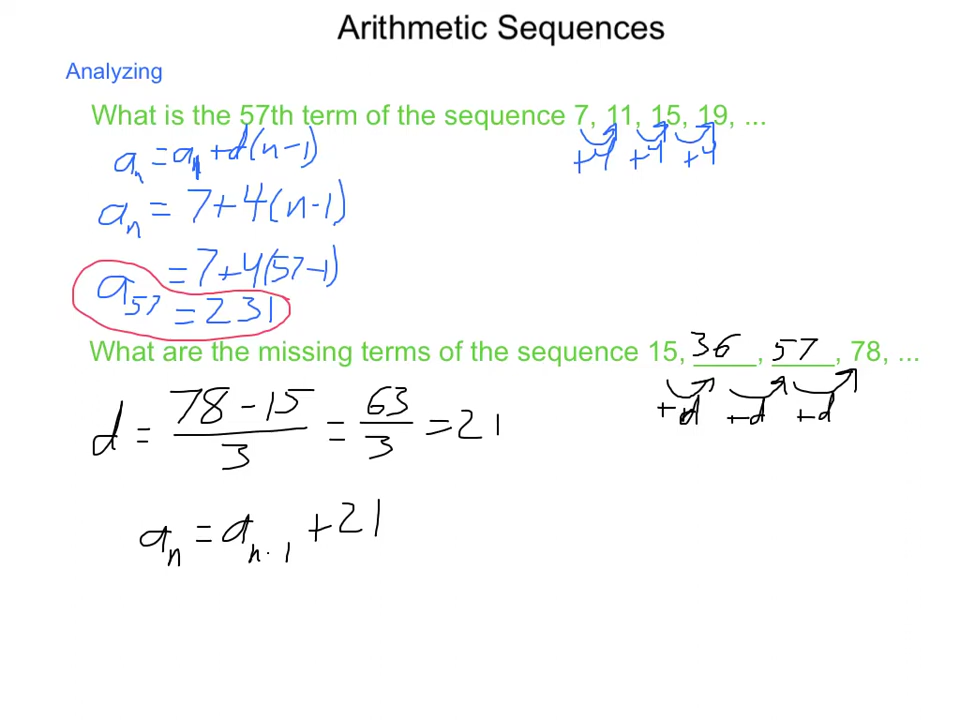 Arithmetic Sequences
Analyzing
What is the 57th term of the sequence 7, 11, 15, 19, ...
+4 +4 +4
aₙ = a₁ + d(n-1)
aₙ = 7+4(n-1)
a₅₇ = 7+4(57-1)
= 231
What are the missing terms of the sequence 15, 36, 57, 78, ...
+d +d +d
d = (78-15)/3 = 63/3 = 21
aₙ = aₙ₋₁ + 21